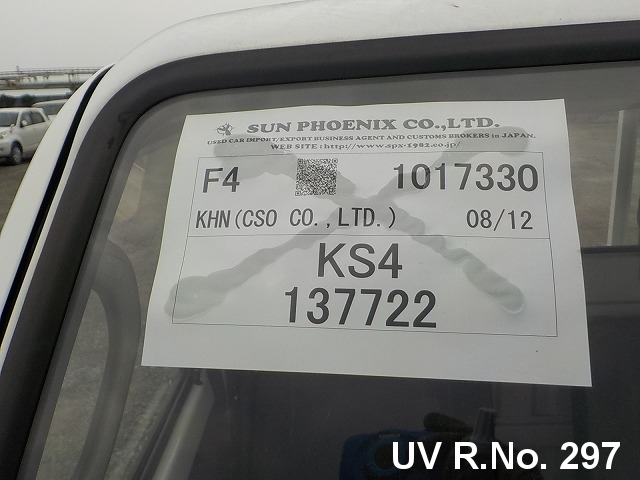 SUN PHOENIX CO.,LTD.
USED CAR IMPORT/EXPORT BUSINESS AGENT AND CUSTOMS BROKERS in JAPAN.
WEB SITE : http://www.spx-1982.co.jp/
F4 1017330
KHN(CSO CO.,LTD.) 08/12
KS4
137722
UV R.No. 297